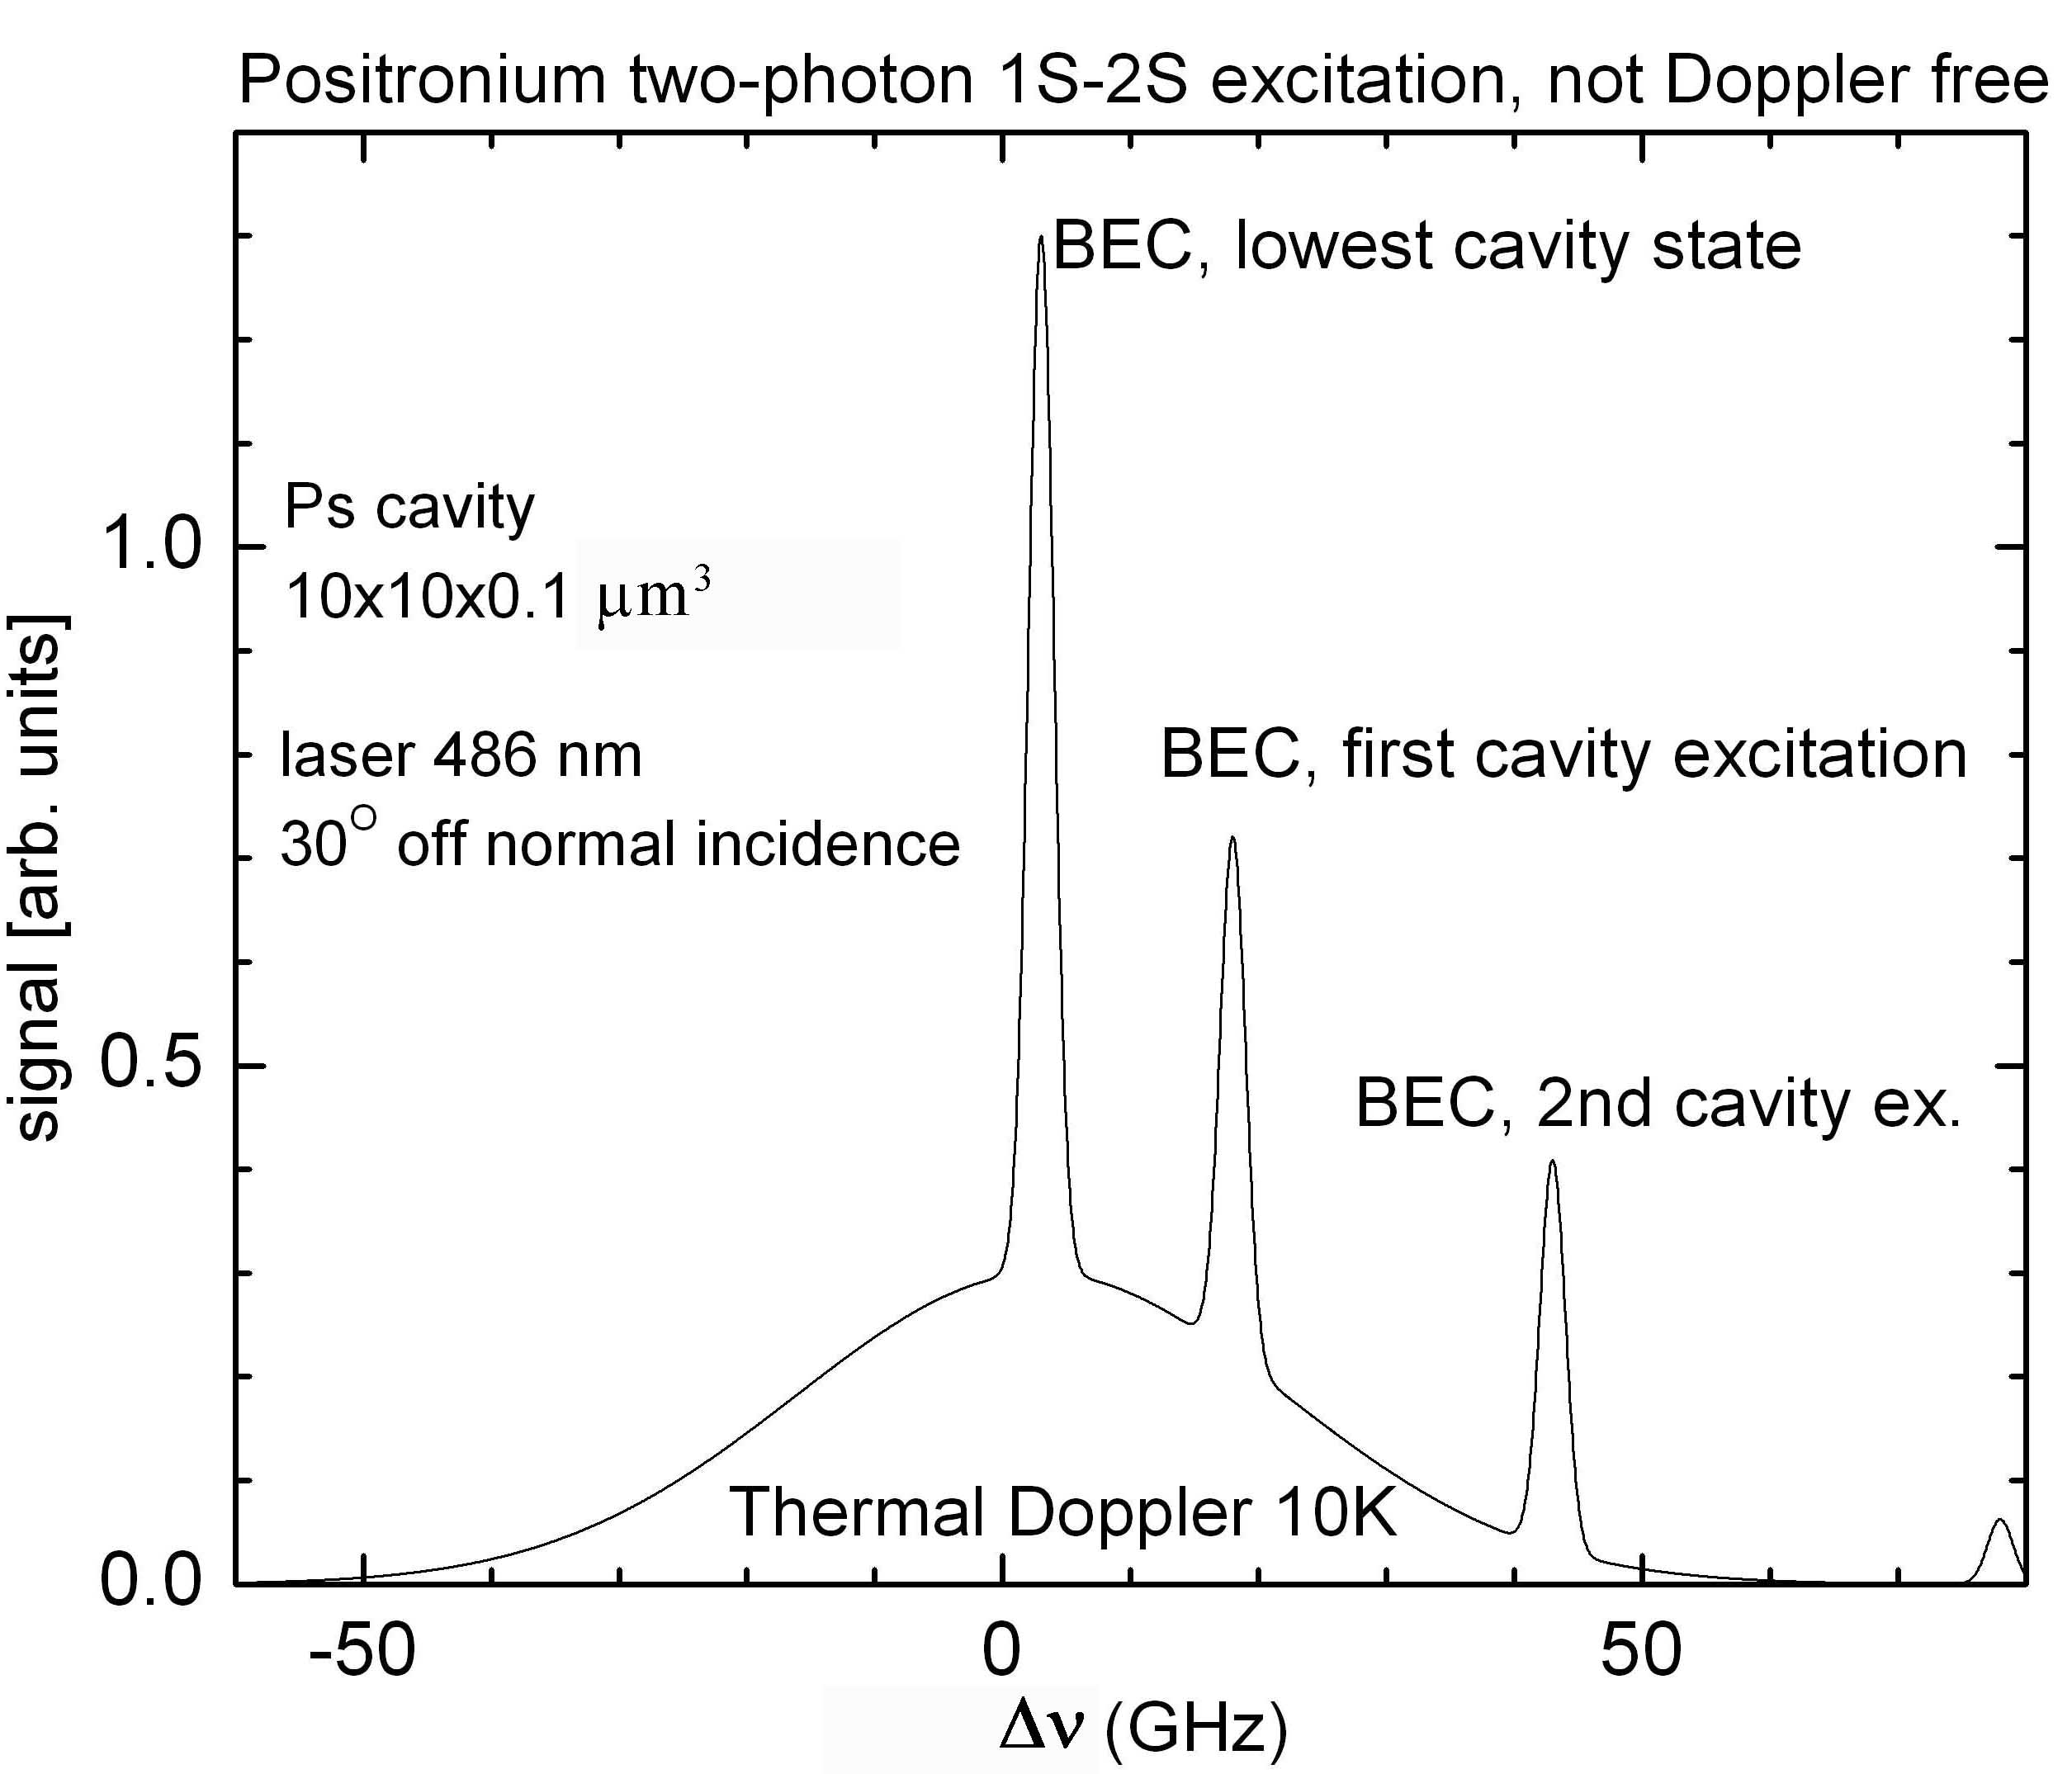 Positronium two-photon 1S-2S excitation, not Doppler free
BEC, lowest cavity state
Ps cavity
10x10x0.1 μm³
laser 486 nm
30° off normal incidence
BEC, first cavity excitation
BEC, 2nd cavity ex.
Thermal Doppler 10K
signal [arb. units]
1.0
0.5
0.0
-50 0 50
Δν (GHz)